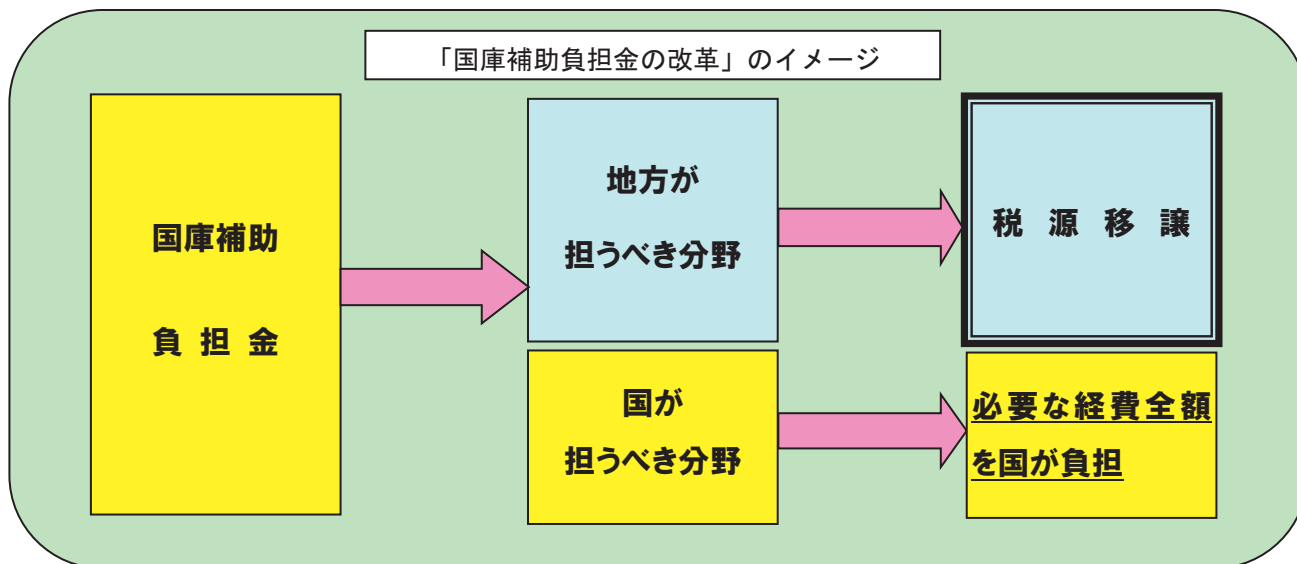 「国庫補助負担金の改革」のイメージ
国庫補助
負担金
地方が
担うべき分野
税源移譲
国が
担うべき分野
必要な経費全額
を国が負担